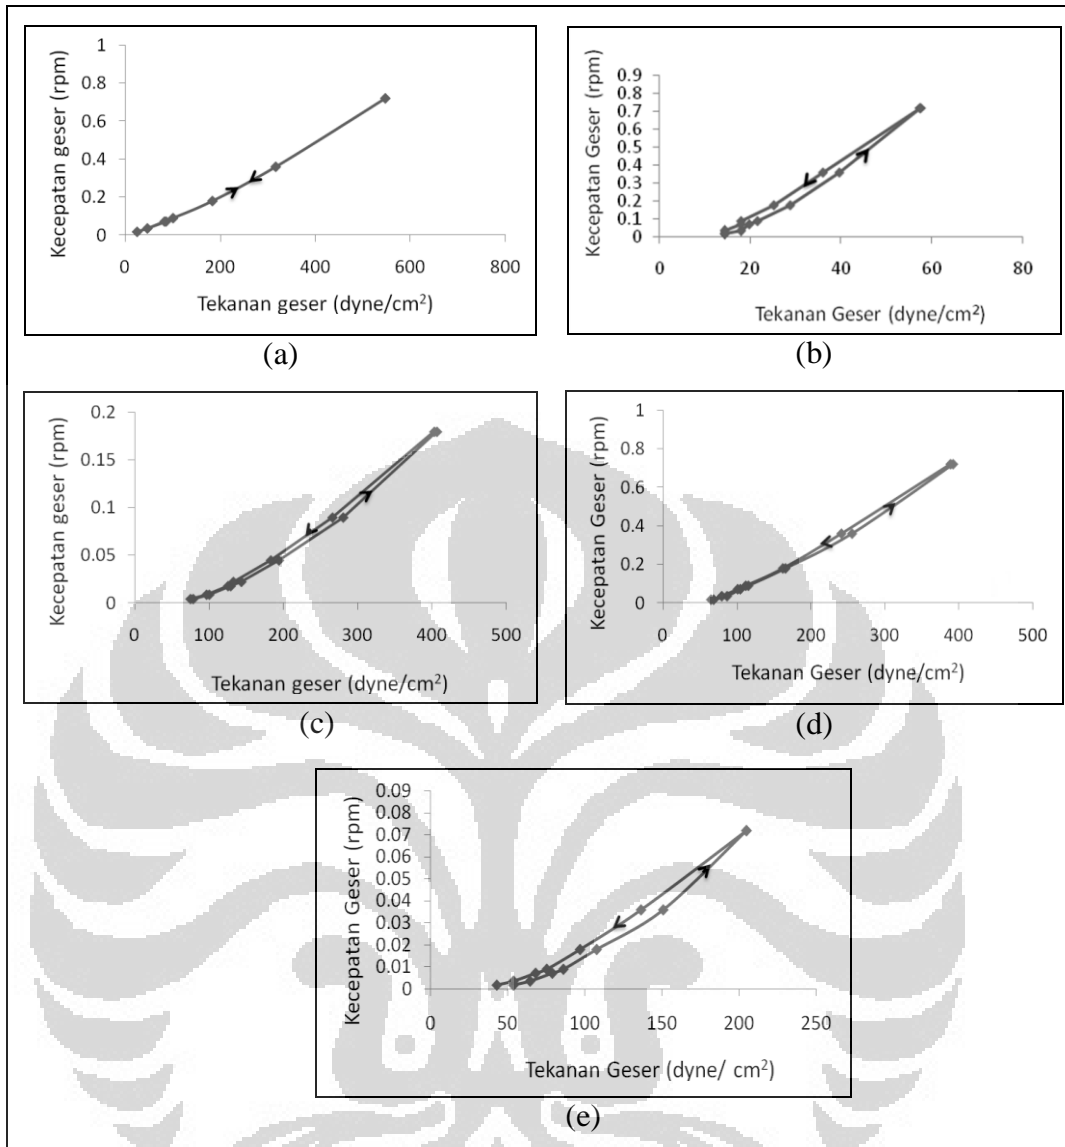 Kecepatan geser (rpm)
1
0.8
0.6
0.4
0.2
0
0 200 400 600 800
Tekanan geser (dyne/cm²)
(a)
Kecepatan Geser (rpm)
0.9
0.8
0.7
0.6
0.5
0.4
0.3
0.2
0.1
0
0 20 40 60 80
Tekanan Geser (dyne/cm²)
(b)
Kecepatan geser (rpm)
0.2
0.15
0.1
0.05
0
0 100 200 300 400 500
Tekanan geser (dyne/cm²)
(c)
Kecepatan Geser (rpm)
1
0.8
0.6
0.4
0.2
0
0 100 200 300 400 500
Tekanan Geser (dyne/cm²)
(d)
Kecepatan Geser (rpm)
0.09
0.08
0.07
0.06
0.05
0.04
0.03
0.02
0.01
0
0 50 100 150 200 250
Tekanan Geser (dyne/ cm²)
(e)